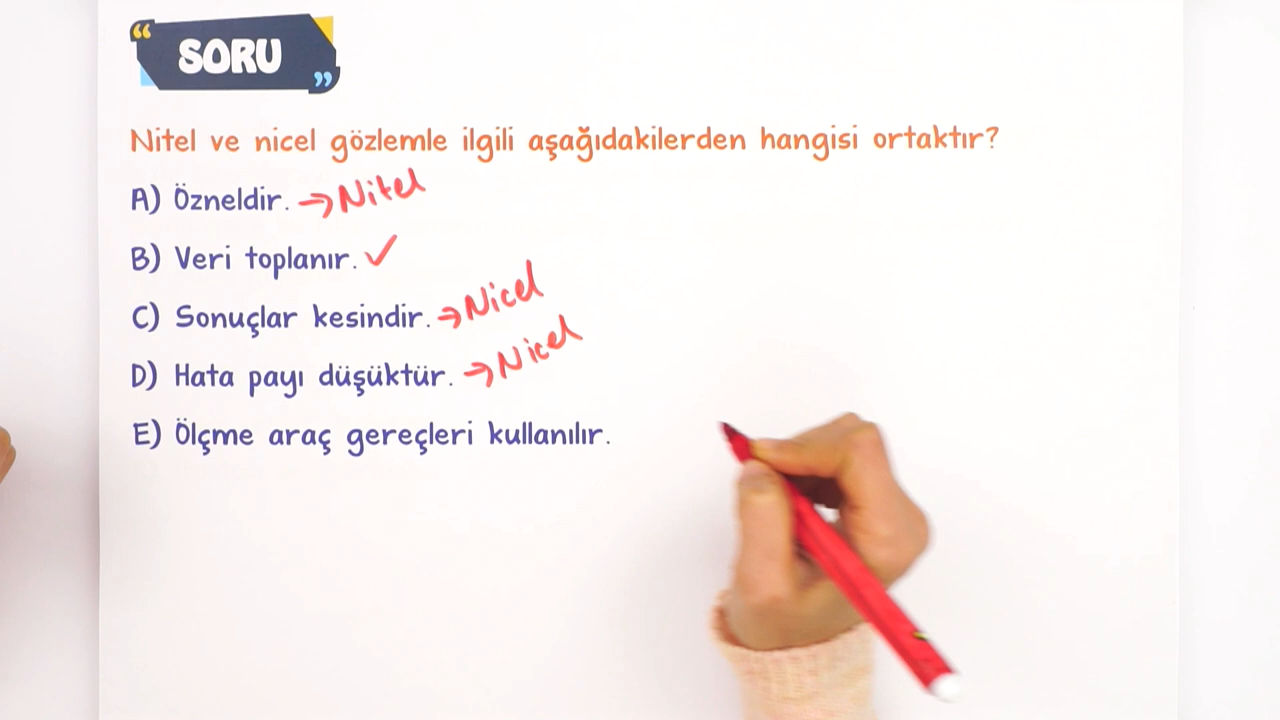 SORU
Nitel ve nicel gözlemle ilgili aşağıdakilerden hangisi ortaktır?
A) Özneldir. → Nitel
B) Veri toplanır. ✓
C) Sonuçlar kesindir. → Nicel
D) Hata payı düşüktür. → Nicel
E) Ölçme araç gereçleri kullanılır.